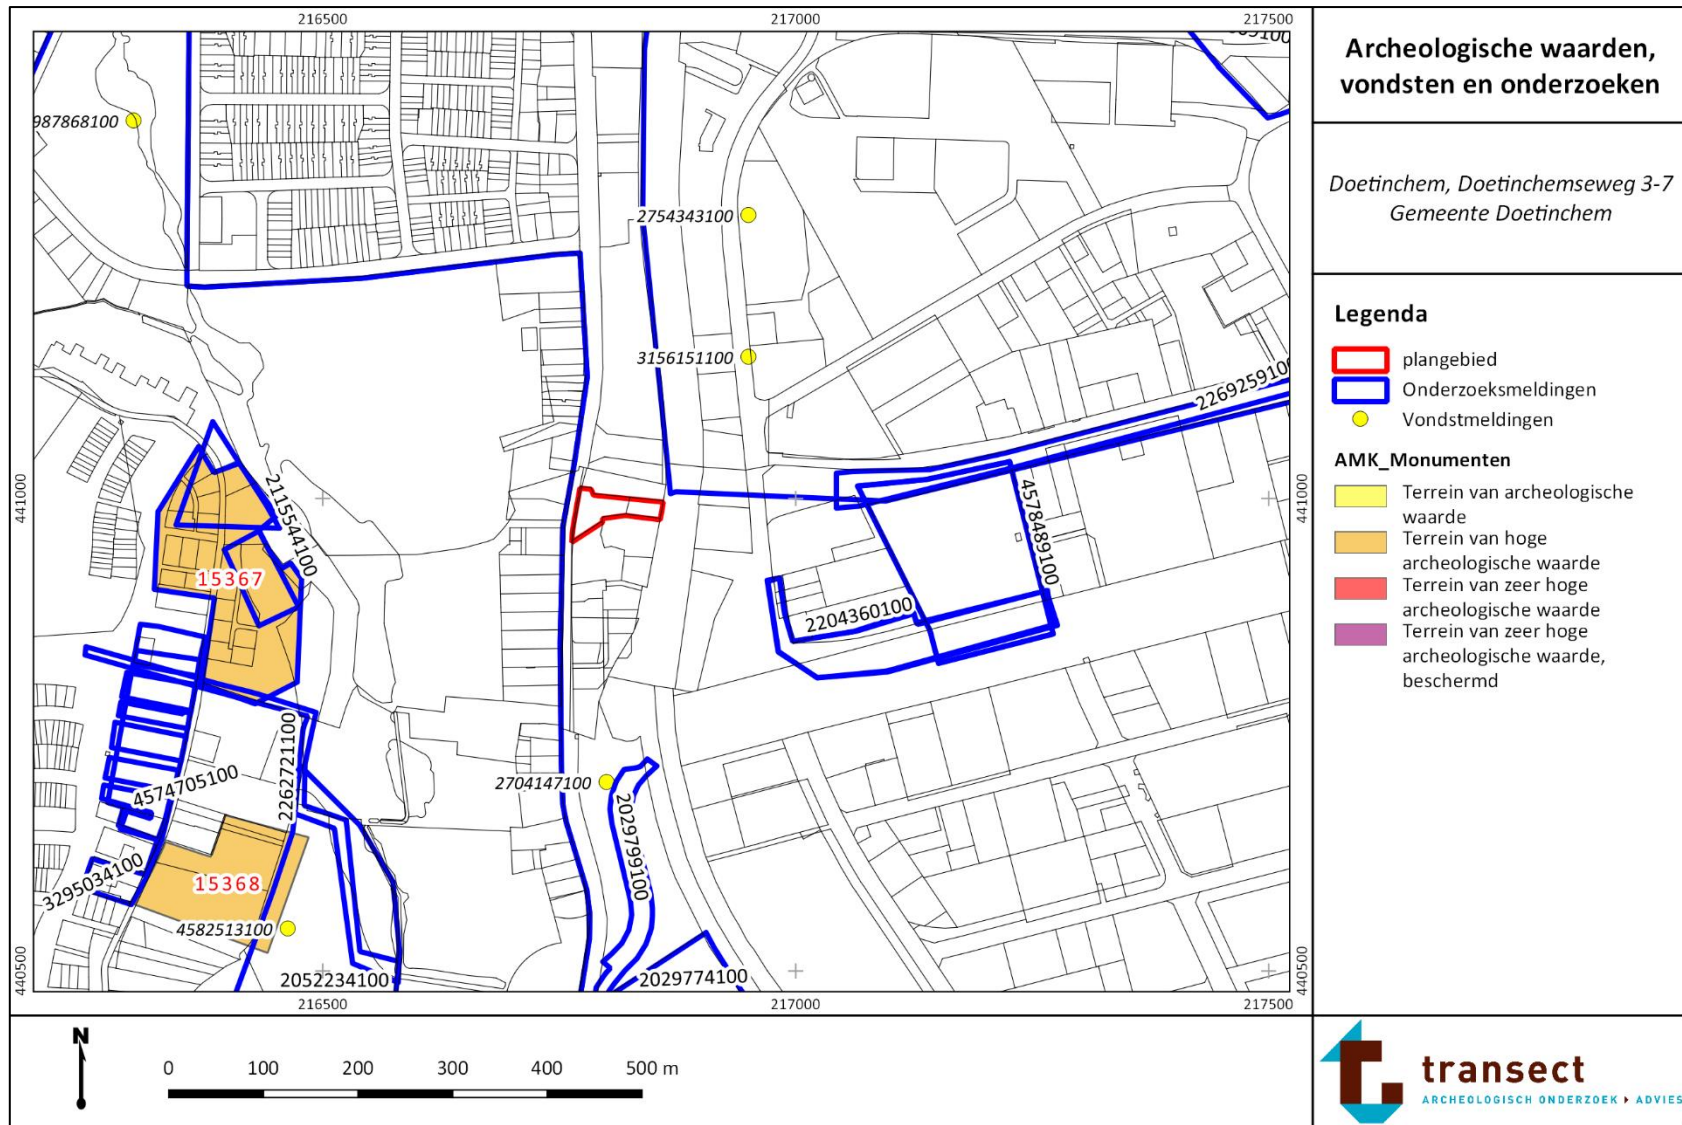 216500
217000
217500
987868100
2754343100
3156151100
2269259100
441000
441000
2115544100
15367
4578489100
2204360100
2262721100
4574705100
2704147100
2029799100
3295034100
15368
4582513100
2052234100
2029774100
440500
440500
216500
217000
217500
N
0 100 200 300 400 500 m
Archeologische waarden,
vondsten en onderzoeken
Doetinchem, Doetinchemseweg 3-7
Gemeente Doetinchem
Legenda
plangebied
Onderzoeksmeldingen
Vondstmeldingen
AMK_Monumenten
Terrein van archeologische
waarde
Terrein van hoge
archeologische waarde
Terrein van zeer hoge
archeologische waarde
Terrein van zeer hoge
archeologische waarde,
beschermd
transect
ARCHEOLOGISCH ONDERZOEK ▸ ADVIES